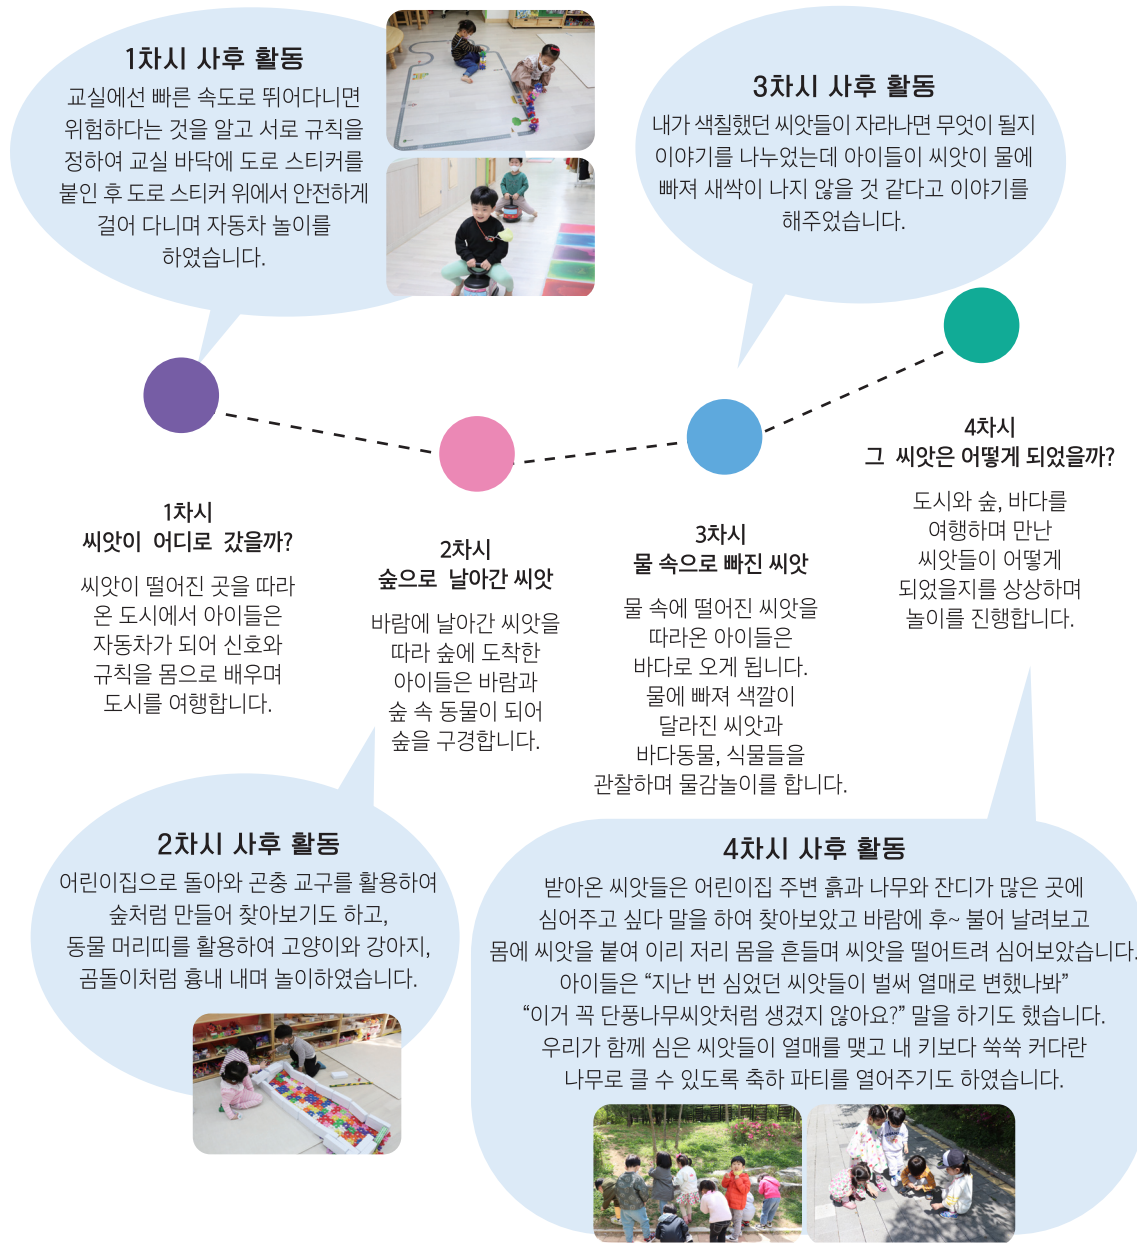 1차시 사후 활동
교실에선 빠른 속도로 뛰어다니면
위험하다는 것을 알고 서로 규칙을
정하여 교실 바닥에 도로 스티커를
붙인 후 도로 스티커 위에서 안전하게
걸어 다니며 자동차 놀이를
하였습니다.
3차시 사후 활동
내가 색칠했던 씨앗들이 자라나면 무엇이 될지
이야기를 나누었는데 아이들이 씨앗이 물에
빠져 새싹이 나지 않을 것 같다고 이야기를
해주었습니다.
1차시
씨앗이 어디로 갔을까?
씨앗이 떨어진 곳을 따라
온 도시에서 아이들은
자동차가 되어 신호와
규칙을 몸으로 배우며
도시를 여행합니다.
2차시
숲으로 날아간 씨앗
바람에 날아간 씨앗을
따라 숲에 도착한
아이들은 바람과
숲 속 동물이 되어
숲을 구경합니다.
3차시
물 속으로 빠진 씨앗
물 속에 떨어진 씨앗을
따라온 아이들은
바다로 오게 됩니다.
물에 빠져 색깔이
달라진 씨앗과
바다동물, 식물들을
관찰하며 물감놀이를 합니다.
4차시
그 씨앗은 어떻게 되었을까?
도시와 숲, 바다를
여행하며 만난
씨앗들이 어떻게
되었을지를 상상하며
놀이를 진행합니다.
2차시 사후 활동
어린이집으로 돌아와 곤충 교구를 활용하여
숲처럼 만들어 찾아보기도 하고,
동물 머리띠를 활용하여 고양이와 강아지,
곰돌이처럼 흉내 내며 놀이하였습니다.
4차시 사후 활동
받아온 씨앗들은 어린이집 주변 흙과 나무와 잔디가 많은 곳에
심어주고 싶다 말을 하여 찾아보았고 바람에 후~ 불어 날려보고
몸에 씨앗을 붙여 이리 저리 몸을 흔들며 씨앗을 떨어트려 심어보았습니다.
아이들은 “지난 번 심었던 씨앗들이 벌써 열매로 변했나봐”
“이거 꼭 단풍나무씨앗처럼 생겼지 않아요?” 말을 하기도 했습니다.
우리가 함께 심은 씨앗들이 열매를 맺고 내 키보다 쑥쑥 커다란
나무로 클 수 있도록 축하 파티를 열어주기도 하였습니다.